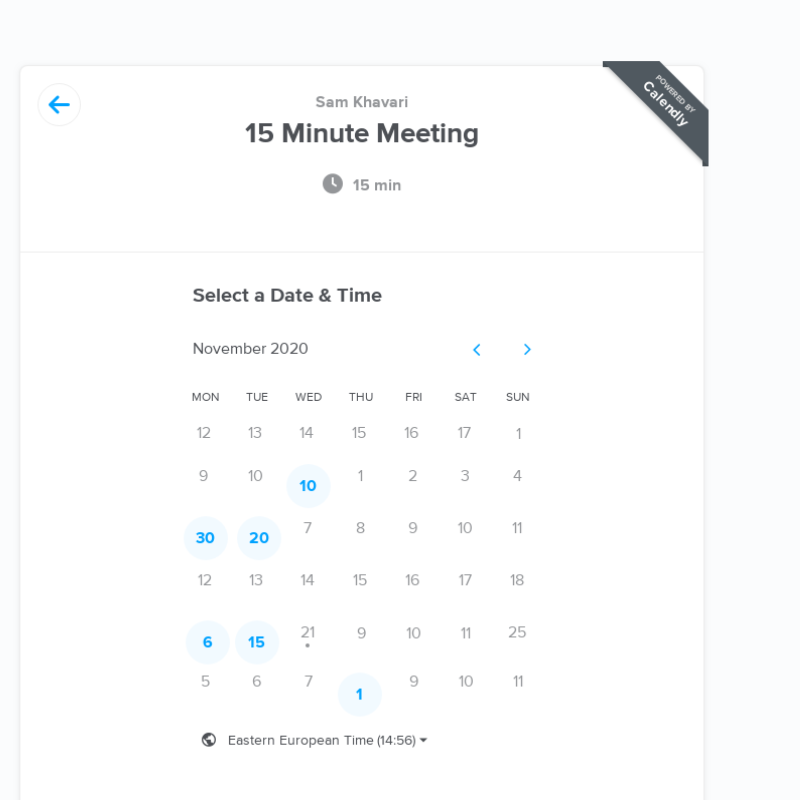 POWERED BY
Calendly
Sam Khavari
15 Minute Meeting
15 min
Select a Date & Time
November 2020
MON TUE WED THU FRI SAT SUN
12 13 14 15 16 17 1
9 10 10 1 2 3 4
30 20 7 8 9 10 11
12 13 14 15 16 17 18
6 15 21 9 10 11 25
5 6 7 1 9 10 11
Eastern European Time (14:56)